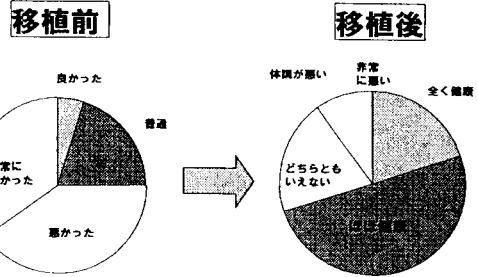 移植前
良かった
普通
常に
かった
悪かった
移植後
非常
に悪い
体調が悪い
全く健康
どちらとも
いえない
ほぼ健康